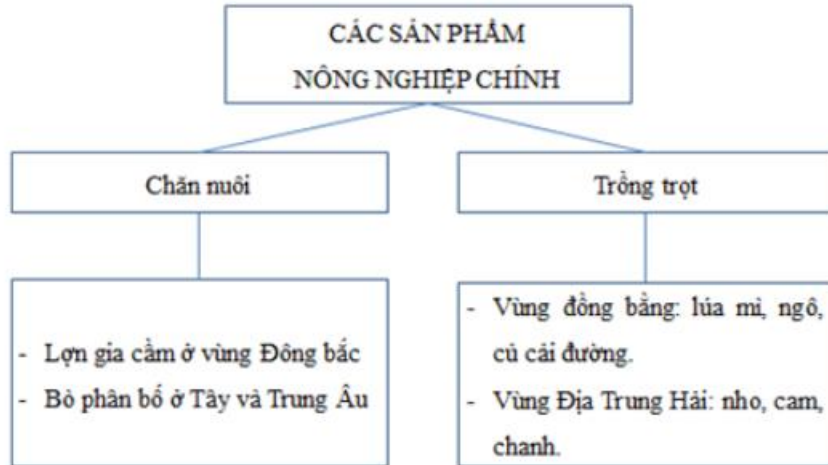 CÁC SẢN PHẨM
NÔNG NGHIỆP CHÍNH
Chăn nuôi
Trồng trọt
- Lợn gia cầm ở vùng Đông bắc
- Bò phân bố ở Tây và Trung Âu
- Vùng đồng bằng: lúa mì, ngô,
củ cải đường.
- Vùng Địa Trung Hải: nho, cam,
chanh.